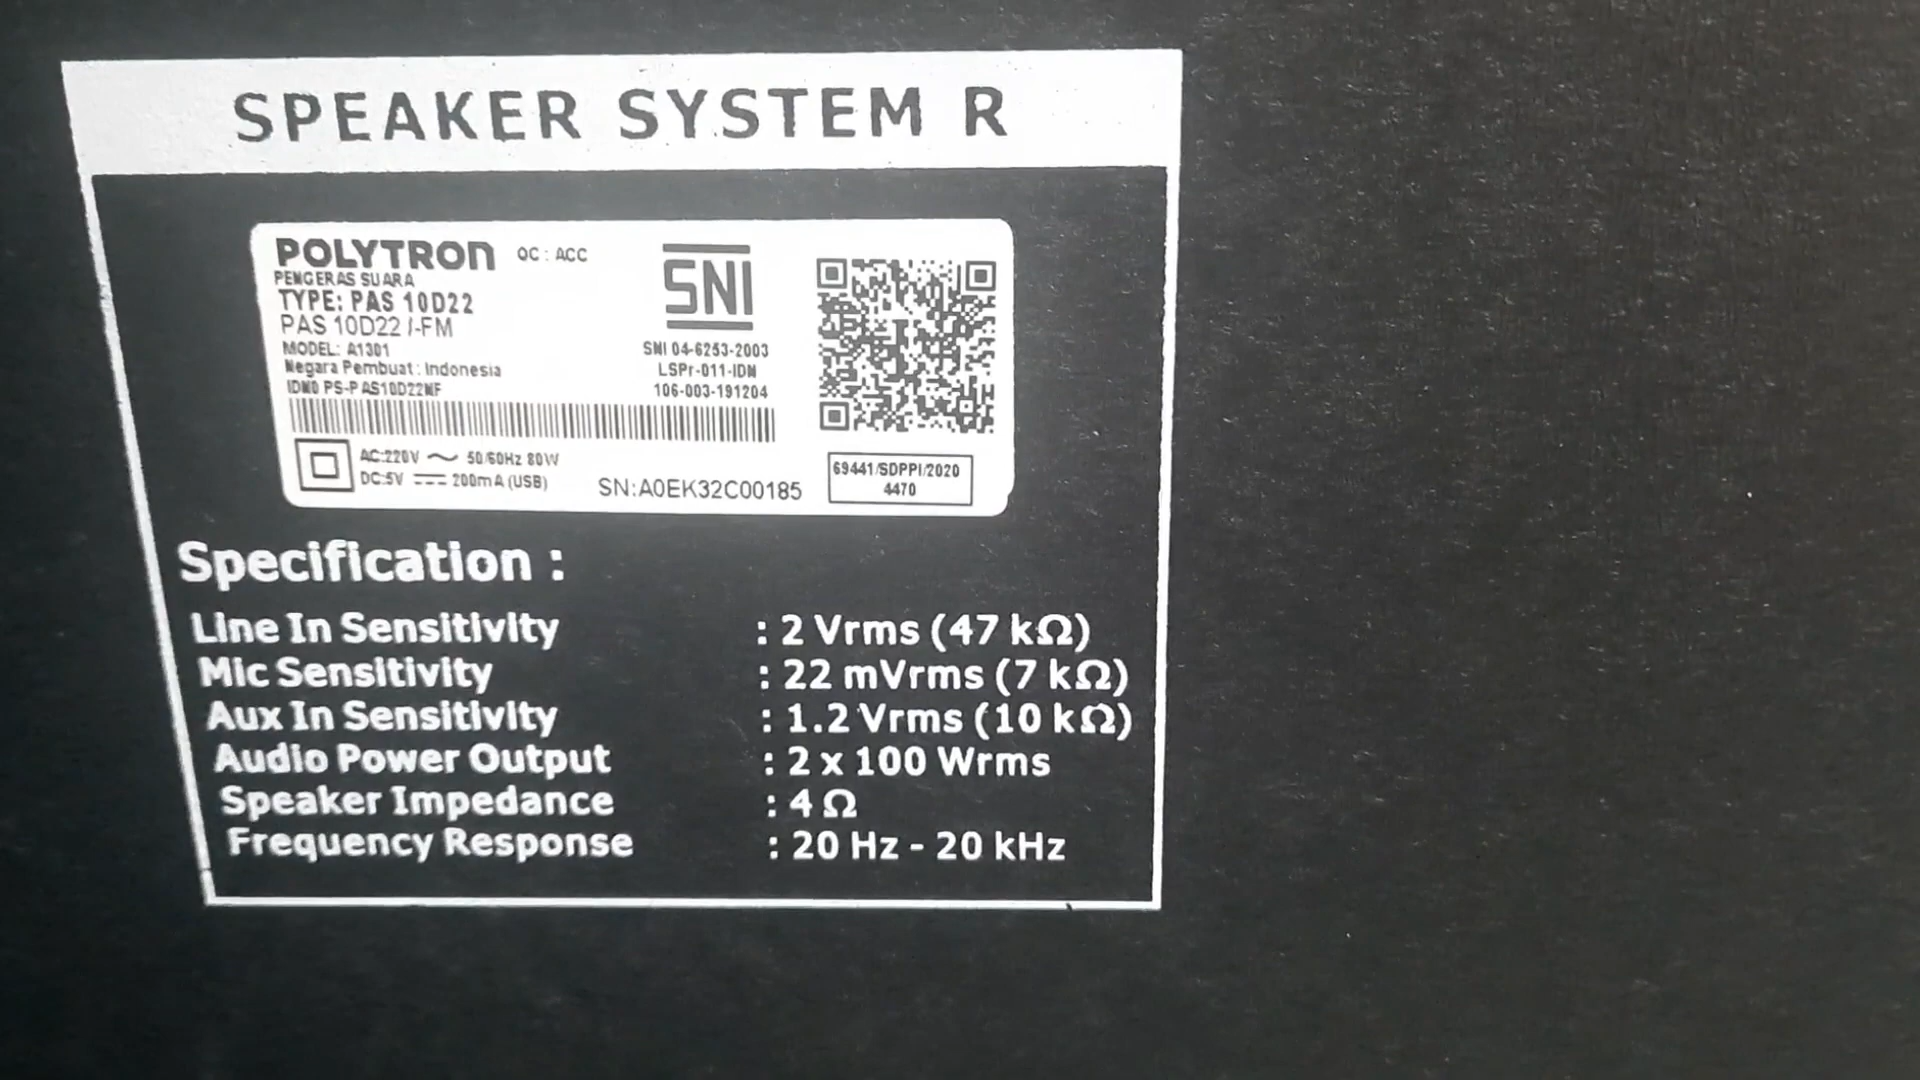 SPEAKER SYSTEM R
POLYTRON QC : ACC
PENGERAS SUARA
TYPE: PAS 10D22
PAS 10D22 /-FM
MODEL: A1301
Negara Pembuat : Indonesia
IDNO PS-PAS10D22MF
SNI
SNI 04-6253-2003
LSPr-011-IDN
106-003-191204
AC:220V ~ 50/60Hz 80W
DC:5V ⎓ 200mA (USB)
SN:A0EK32C00185
69441/SDPPI/2020
4470
Specification :
Line In Sensitivity : 2 Vrms (47 kΩ)
Mic Sensitivity : 22 mVrms (7 kΩ)
Aux In Sensitivity : 1.2 Vrms (10 kΩ)
Audio Power Output : 2 x 100 Wrms
Speaker Impedance : 4 Ω
Frequency Response : 20 Hz - 20 kHz